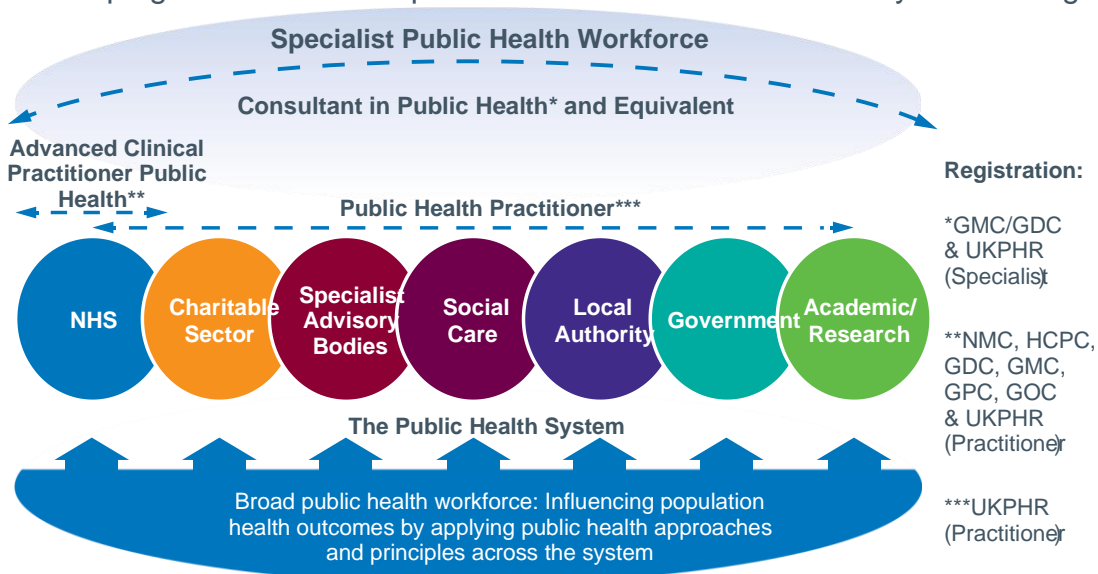 Specialist Public Health Workforce
Consultant in Public Health* and Equivalent
Advanced Clinical
Practitioner Public
Health**
Public Health Practitioner***
NHS
Charitable
Sector
Specialist
Advisory
Bodies
Social
Care
Local
Authority
Government
Academic/
Research
The Public Health System
Broad public health workforce: Influencing population
health outcomes by applying public health approaches
and principles across the system
Registration:
*GMC/GDC
& UKPHR
(Specialist)
**NMC, HCPC,
GDC, GMC,
GPC, GOC
& UKPHR
(Practitioner
***UKPHR
(Practitioner